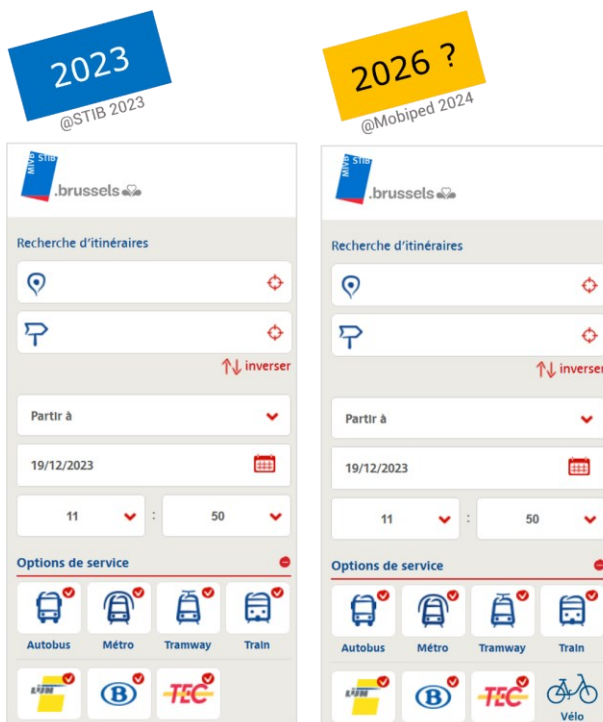 2023
@STIB 2023
MIVB STIB
.brussels
Recherche d'itinéraires
inverser
Partir à
19/12/2023
11 : 50
Options de service
Autobus Métro Tramway Train
B TEC
2026 ?
@Mobiped 2024
MIVB STIB
.brussels
Recherche d'itinéraires
inverser
Partir à
19/12/2023
11 : 50
Options de service
Autobus Métro Tramway Train
B TEC Vélo